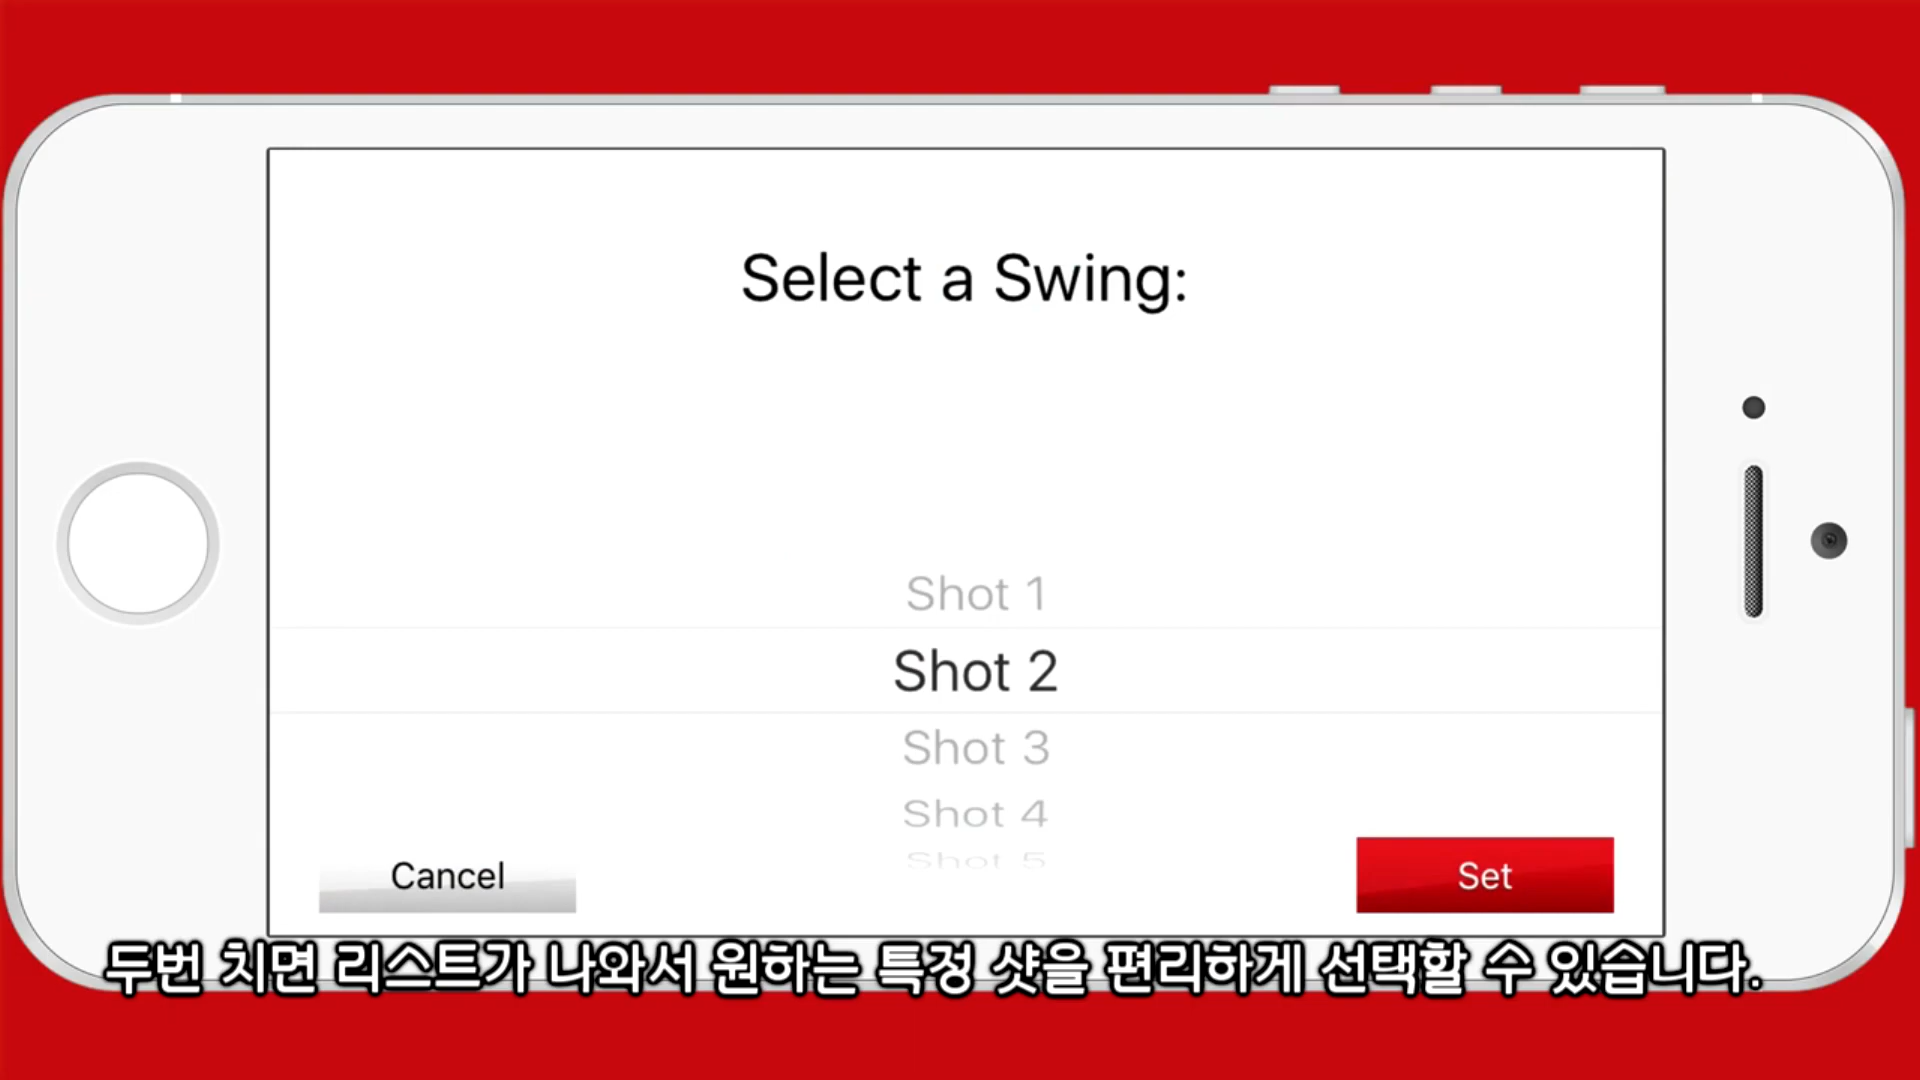 Select a Swing:
Shot 1
Shot 2
Shot 3
Shot 4
Shot 5
Cancel
Set
두번 치면 리스트가 나와서 원하는 특정 샷을 편리하게 선택할 수 있습니다.